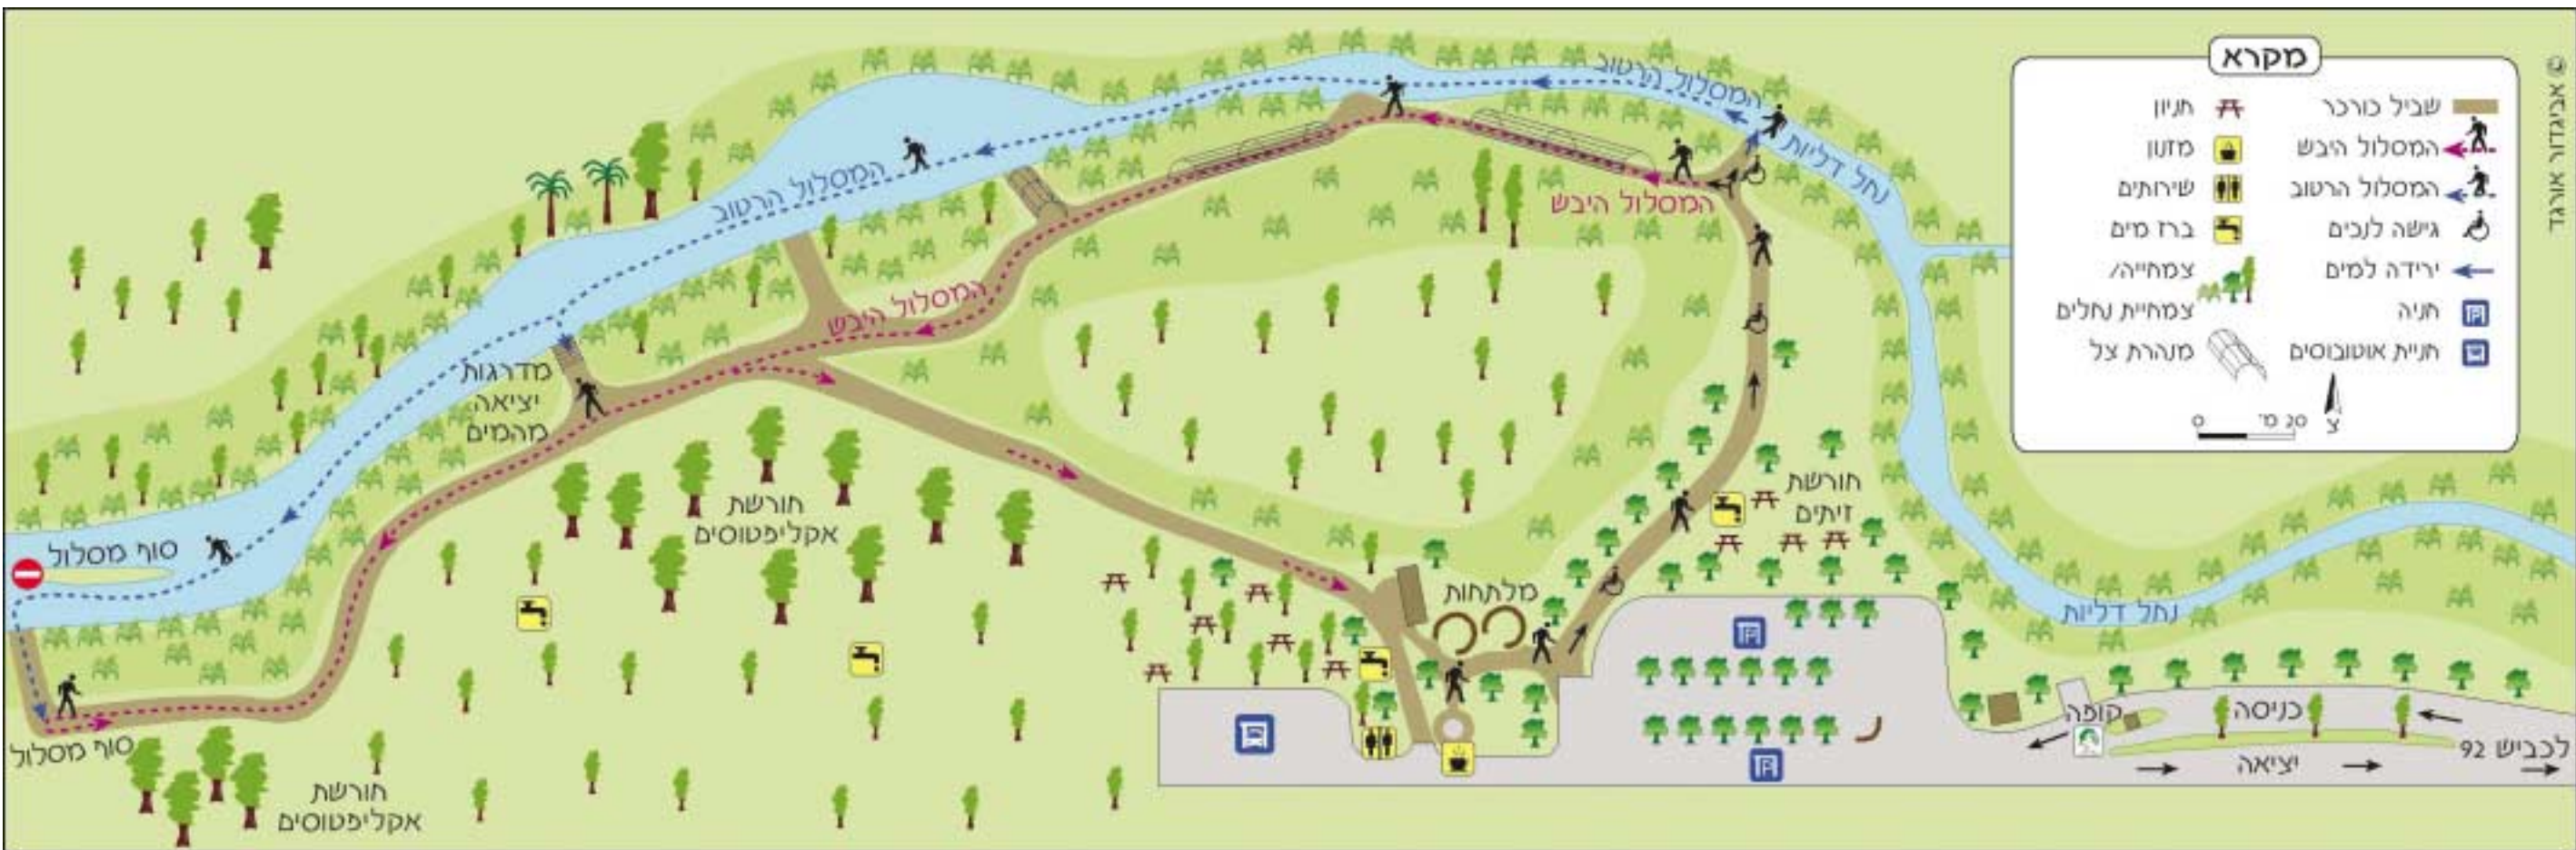 מקרא
שביל כורכר
המסלול היבש
המסלול הרטוב
גישה לנכים
ירידה למים
חניה
חניית אוטובוסים
חניון
מזנון
שירותים
ברז מים
צמחייה/
צמחיית נחלים
מנהרת צל
0 20 מ'
צ
© אביגדור אורגד
המסלול הרטוב
נחל דליות
המסלול היבש
המסלול הרטוב
המסלול היבש
מדרגות
יציאה
מהמים
חורשת
אקליפטוסים
חורשת
זיתים
סוף מסלול
מלתחות
נחל דליות
קופה
כניסה
לכביש 92
יציאה
סוף מסלול
חורשת
אקליפטוסים